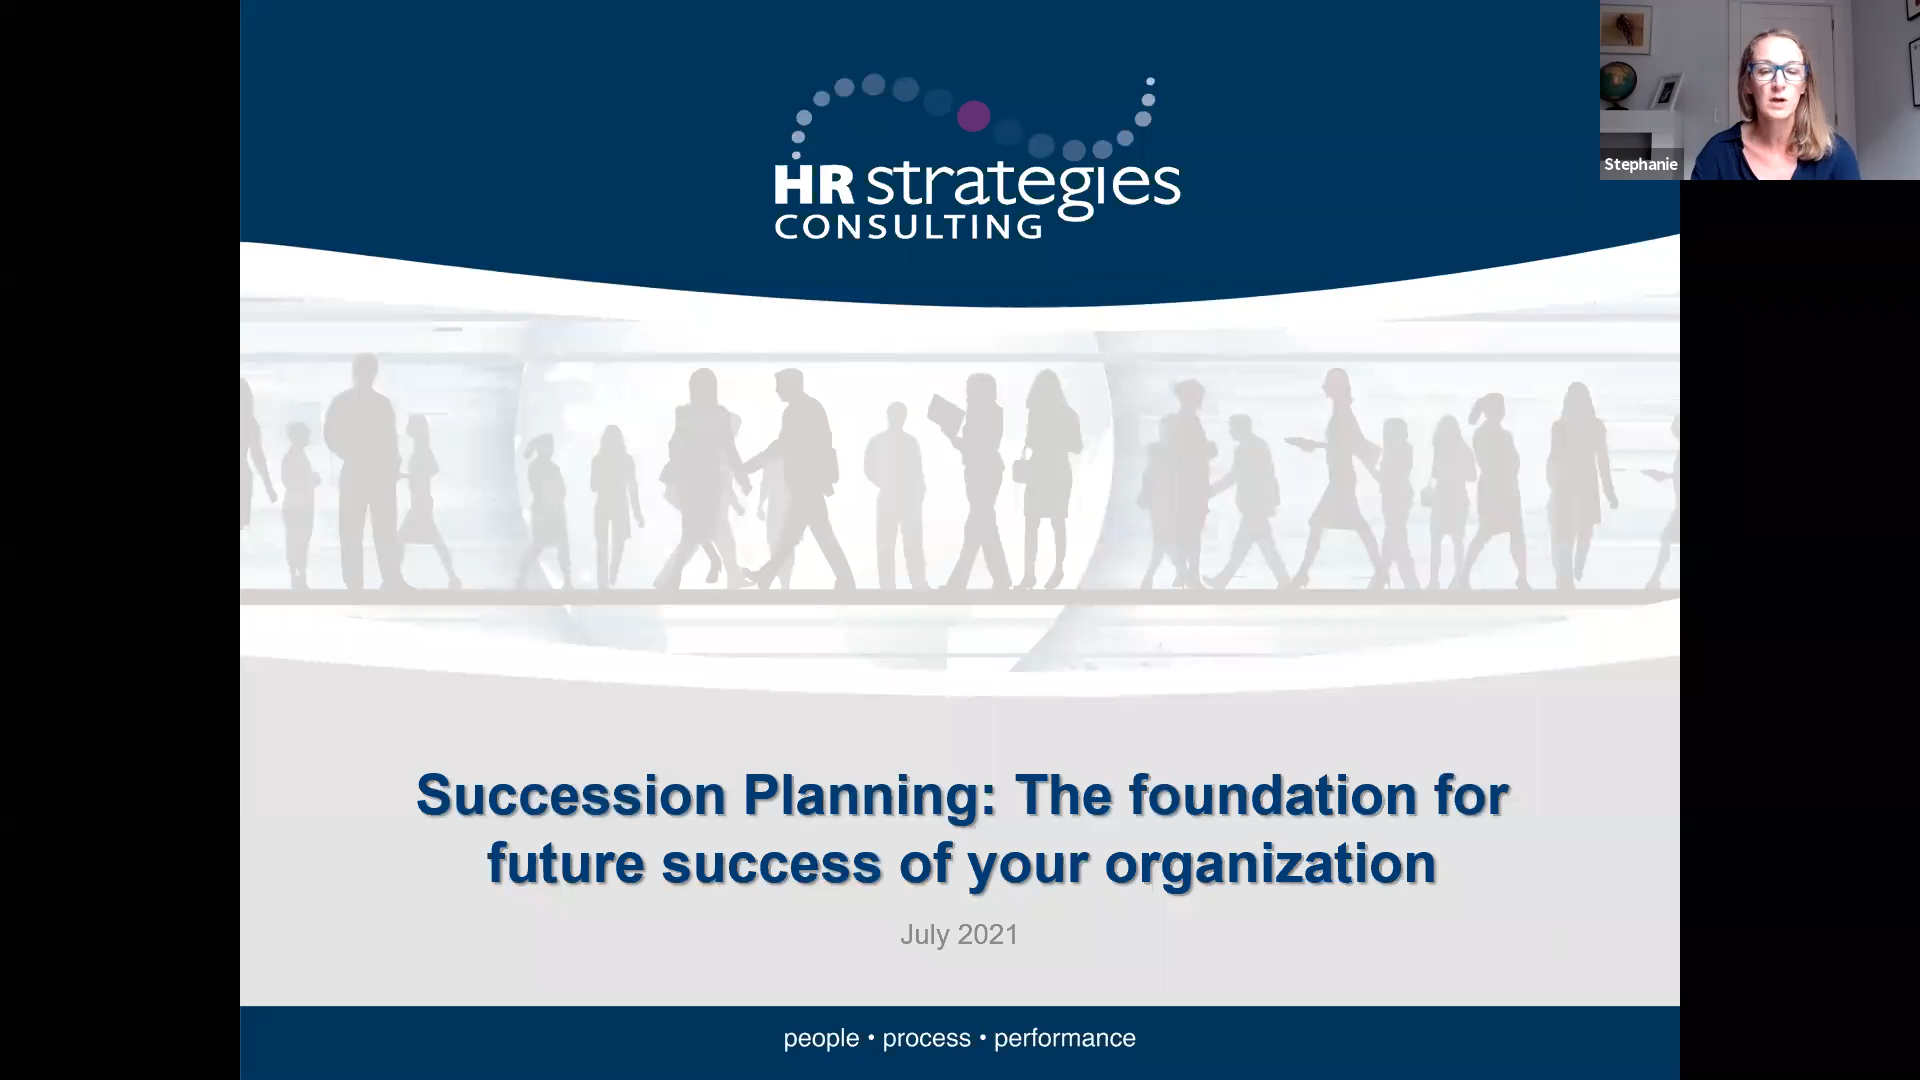 HR strategies
CONSULTING
Stephanie
Succession Planning: The foundation for
future success of your organization
July 2021
people • process • performance